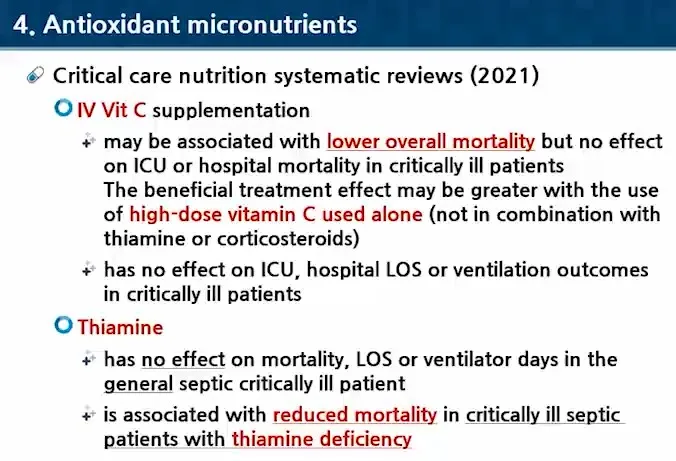 4. Antioxidant micronutrients
Critical care nutrition systematic reviews (2021)
IV Vit C supplementation
may be associated with lower overall mortality but no effect
on ICU or hospital mortality in critically ill patients
The beneficial treatment effect may be greater with the use
of high-dose vitamin C used alone (not in combination with
thiamine or corticosteroids)
has no effect on ICU, hospital LOS or ventilation outcomes
in critically ill patients
Thiamine
has no effect on mortality, LOS or ventilator days in the
general septic critically ill patient
is associated with reduced mortality in critically ill septic
patients with thiamine deficiency